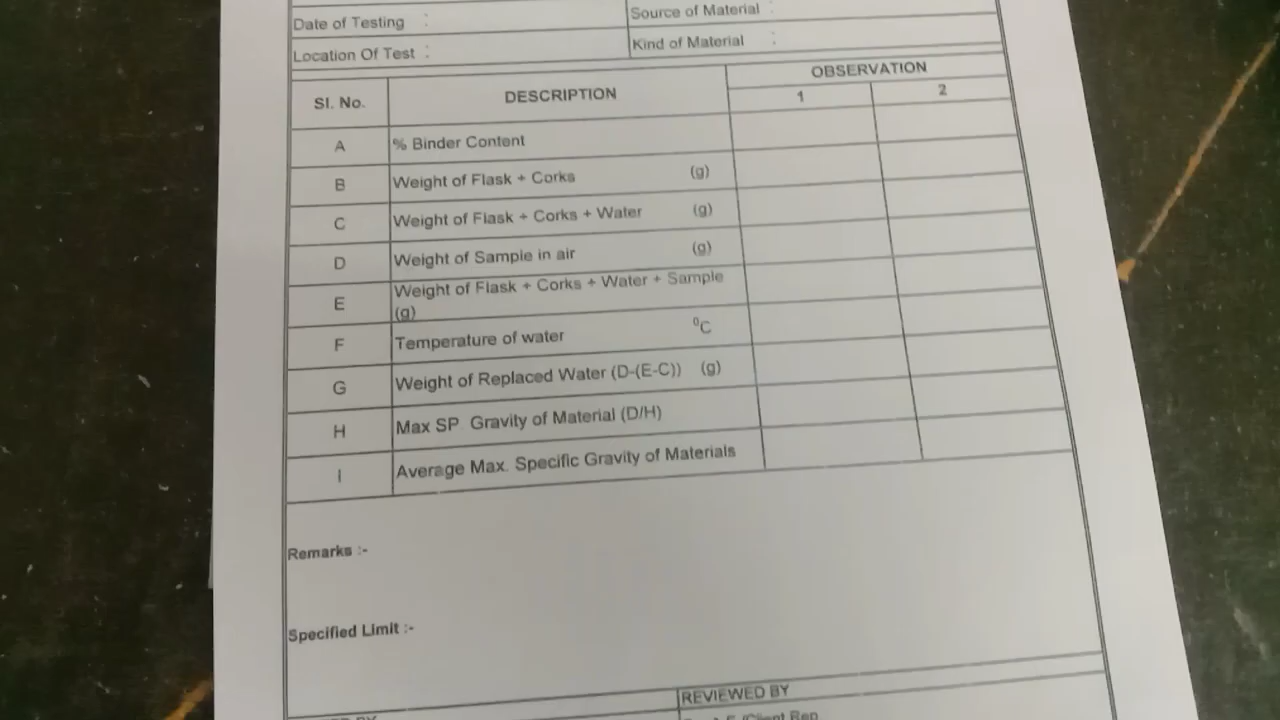 Date of Testing :
Source of Material :
Location Of Test :
Kind of Material :
Sl. No.
DESCRIPTION
OBSERVATION
1 2
A % Binder Content
B Weight of Flask + Corks (g)
C Weight of Flask + Corks + Water (g)
D Weight of Sample in air (g)
E Weight of Flask + Corks + Water + Sample
(g)
F Temperature of water ⁰C
G Weight of Replaced Water (D-(E-C)) (g)
H Max SP. Gravity of Material (D/H)
I Average Max. Specific Gravity of Materials
Remarks :-
Specified Limit :-
REVIEWED BY